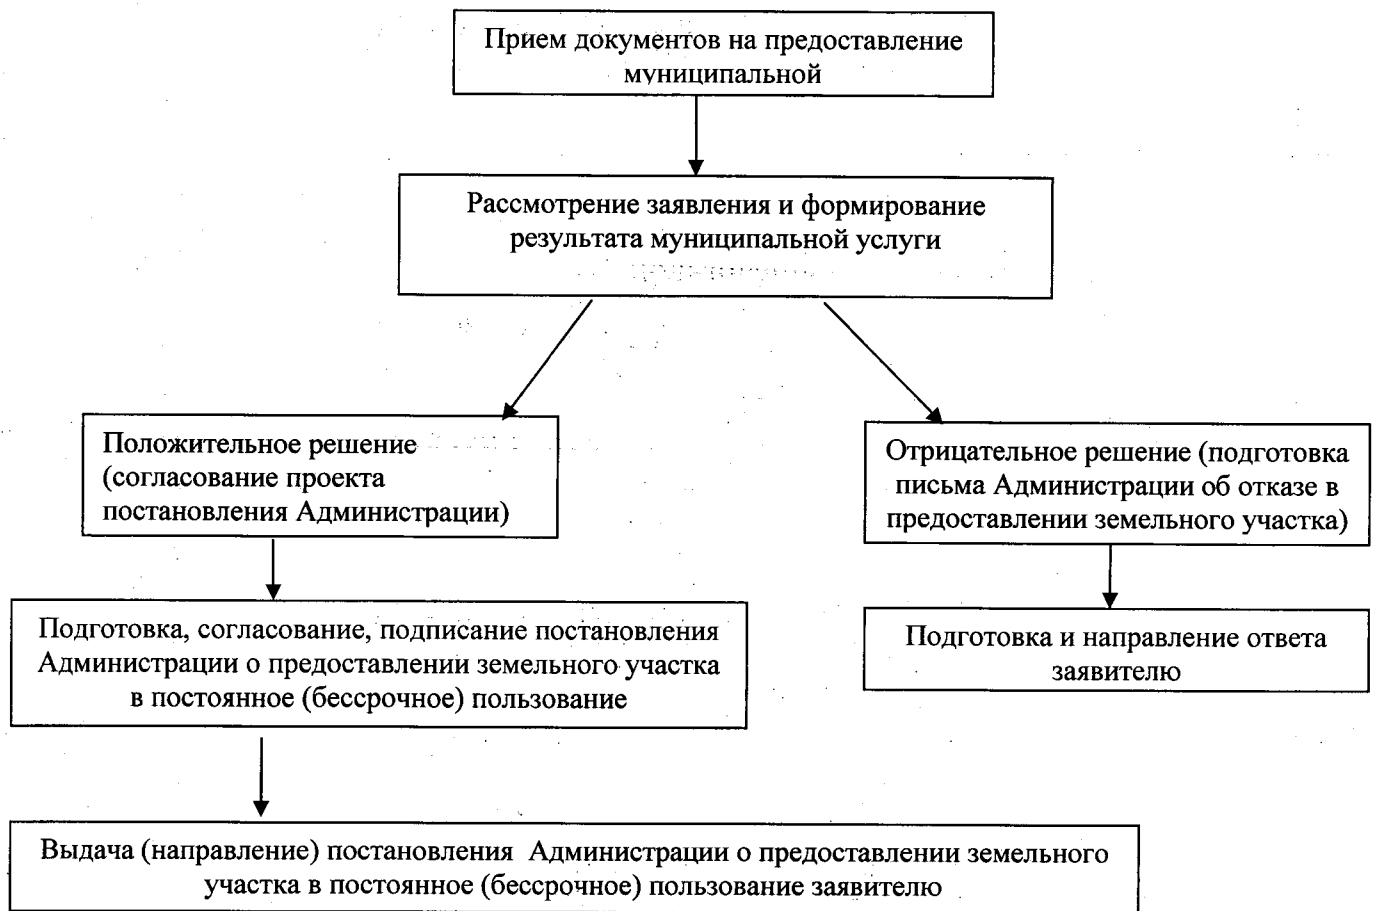 Прием документов на предоставление
муниципальной
Рассмотрение заявления и формирование
результата муниципальной услуги
Положительное решение
(согласование проекта
постановления Администрации)
Отрицательное решение (подготовка
письма Администрации об отказе в
предоставлении земельного участка)
Подготовка, согласование, подписание постановления
Администрации о предоставлении земельного участка
в постоянное (бессрочное) пользование
Подготовка и направление ответа
заявителю
Выдача (направление) постановления Администрации о предоставлении земельного
участка в постоянное (бессрочное) пользование заявителю